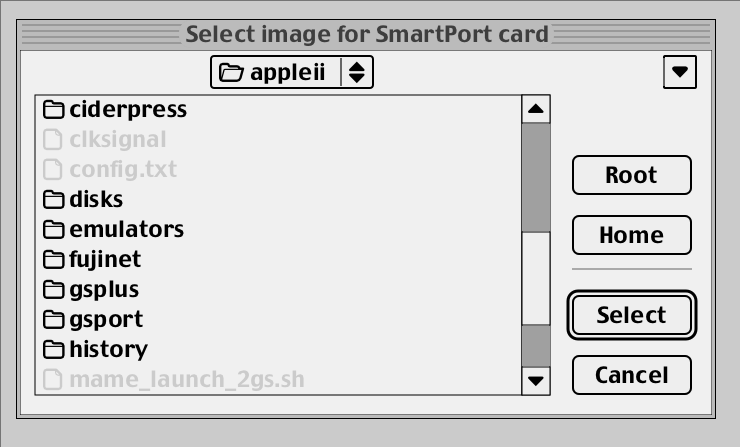 Select image for SmartPort card
appleii
ciderpress
clksignal
config.txt
disks
emulators
fujinet
gsplus
gsport
history
mame_launch_2gs.sh
Root
Home
Select
Cancel